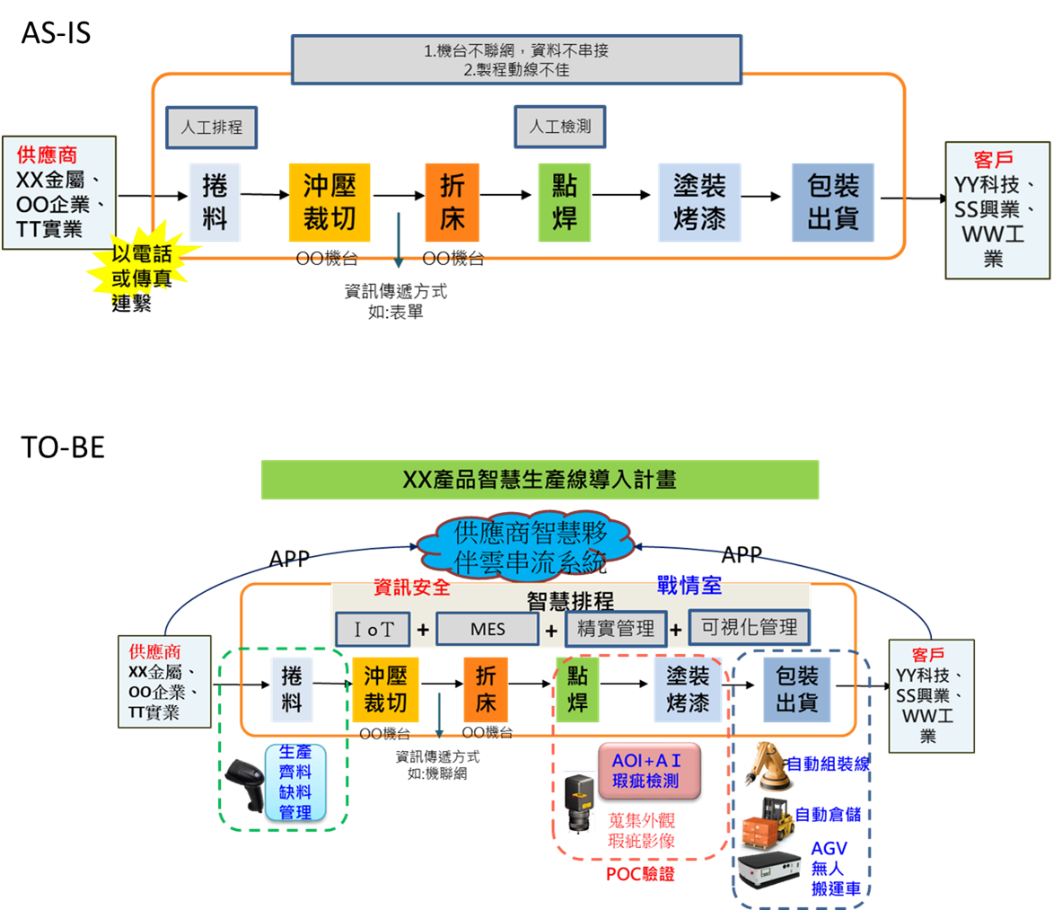 AS-IS
1.機台不聯網，資料不串接
2.製程動線不佳
人工排程
人工檢測
供應商
XX金屬、
OO企業、
TT實業
捲
料
沖壓
裁切
折
床
點
焊
塗裝
烤漆
包裝
出貨
客戶
YY科技、
SS興業、
WW工
業
以電話
或傳真
連繫
OO機台
OO機台
資訊傳遞方式
如:表單
TO-BE
XX產品智慧生產線導入計畫
供應商智慧夥
伴雲串流系統
APP
APP
資訊安全
戰情室
智慧排程
IoT
+
MES
+
精實管理
+
可視化管理
供應商
XX金屬、
OO企業、
TT實業
捲
料
沖壓
裁切
折
床
點
焊
塗裝
烤漆
包裝
出貨
客戶
YY科技、
SS興業、
WW工
業
OO機台
OO機台
資訊傳遞方式
如:機聯網
生產
齊料
缺料
管理
AOI+AI
瑕疵檢測
蒐集外觀
瑕疵影像
POC驗證
自動組裝線
自動倉儲
AGV
無人
搬運車